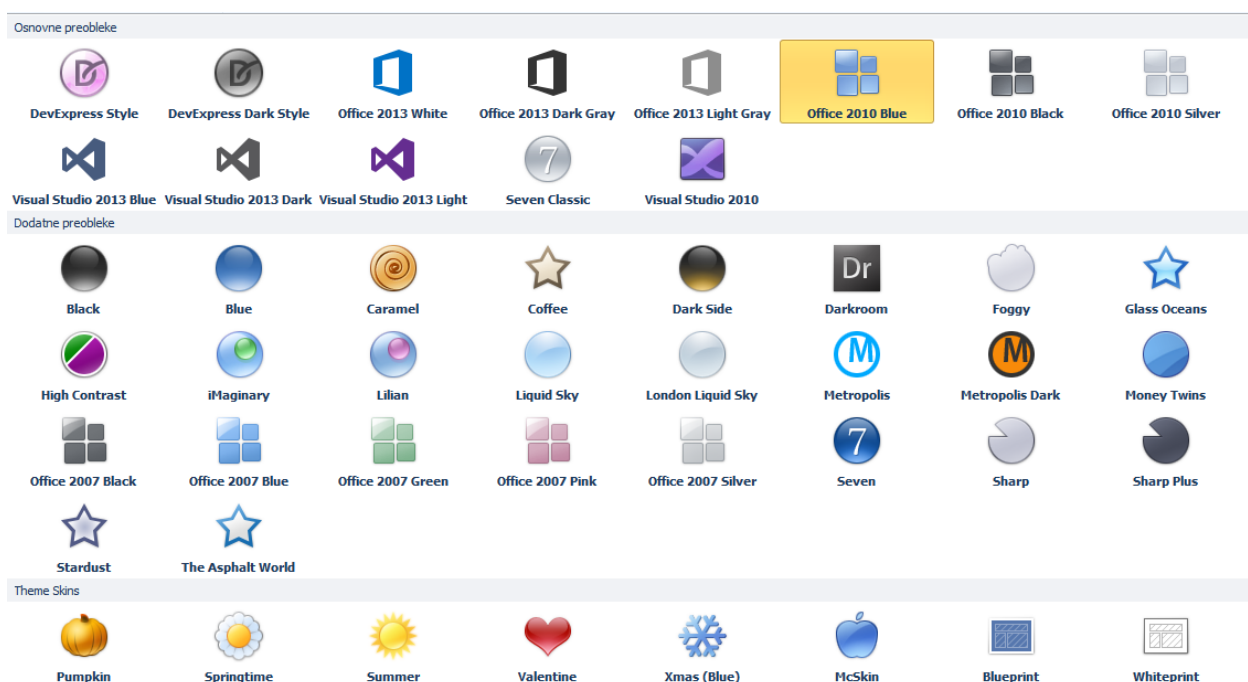 Osnovne preobleke
DevExpress Style DevExpress Dark Style Office 2013 White Office 2013 Dark Gray Office 2013 Light Gray Office 2010 Blue Office 2010 Black Office 2010 Silver
7
Visual Studio 2013 Blue Visual Studio 2013 Dark Visual Studio 2013 Light Seven Classic Visual Studio 2010
Dodatne preobleke
Dr
Black Blue Caramel Coffee Dark Side Darkroom Foggy Glass Oceans
M M
High Contrast iMaginary Lilian Liquid Sky London Liquid Sky Metropolis Metropolis Dark Money Twins
7
Office 2007 Black Office 2007 Blue Office 2007 Green Office 2007 Pink Office 2007 Silver Seven Sharp Sharp Plus
Stardust The Asphalt World
Theme Skins
Pumpkin Springtime Summer Valentine Xmas (Blue) McSkin Blueprint Whiteprint